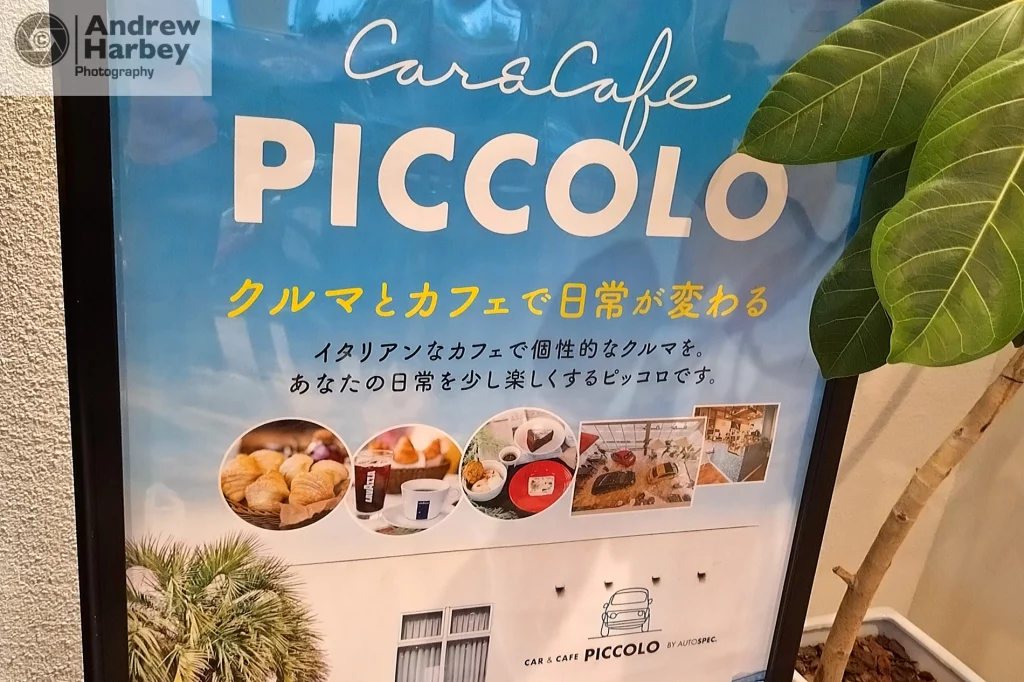 Andrew
Harbey
Photography
Car&Cafe
PICCOLO
クルマとカフェで日常が変わる
イタリアンなカフェで個性的なクルマを。
あなたの日常を少し楽しくするピッコロです。
LAVAZZA
CAR & CAFE PICCOLO BY AUTOSPEC.